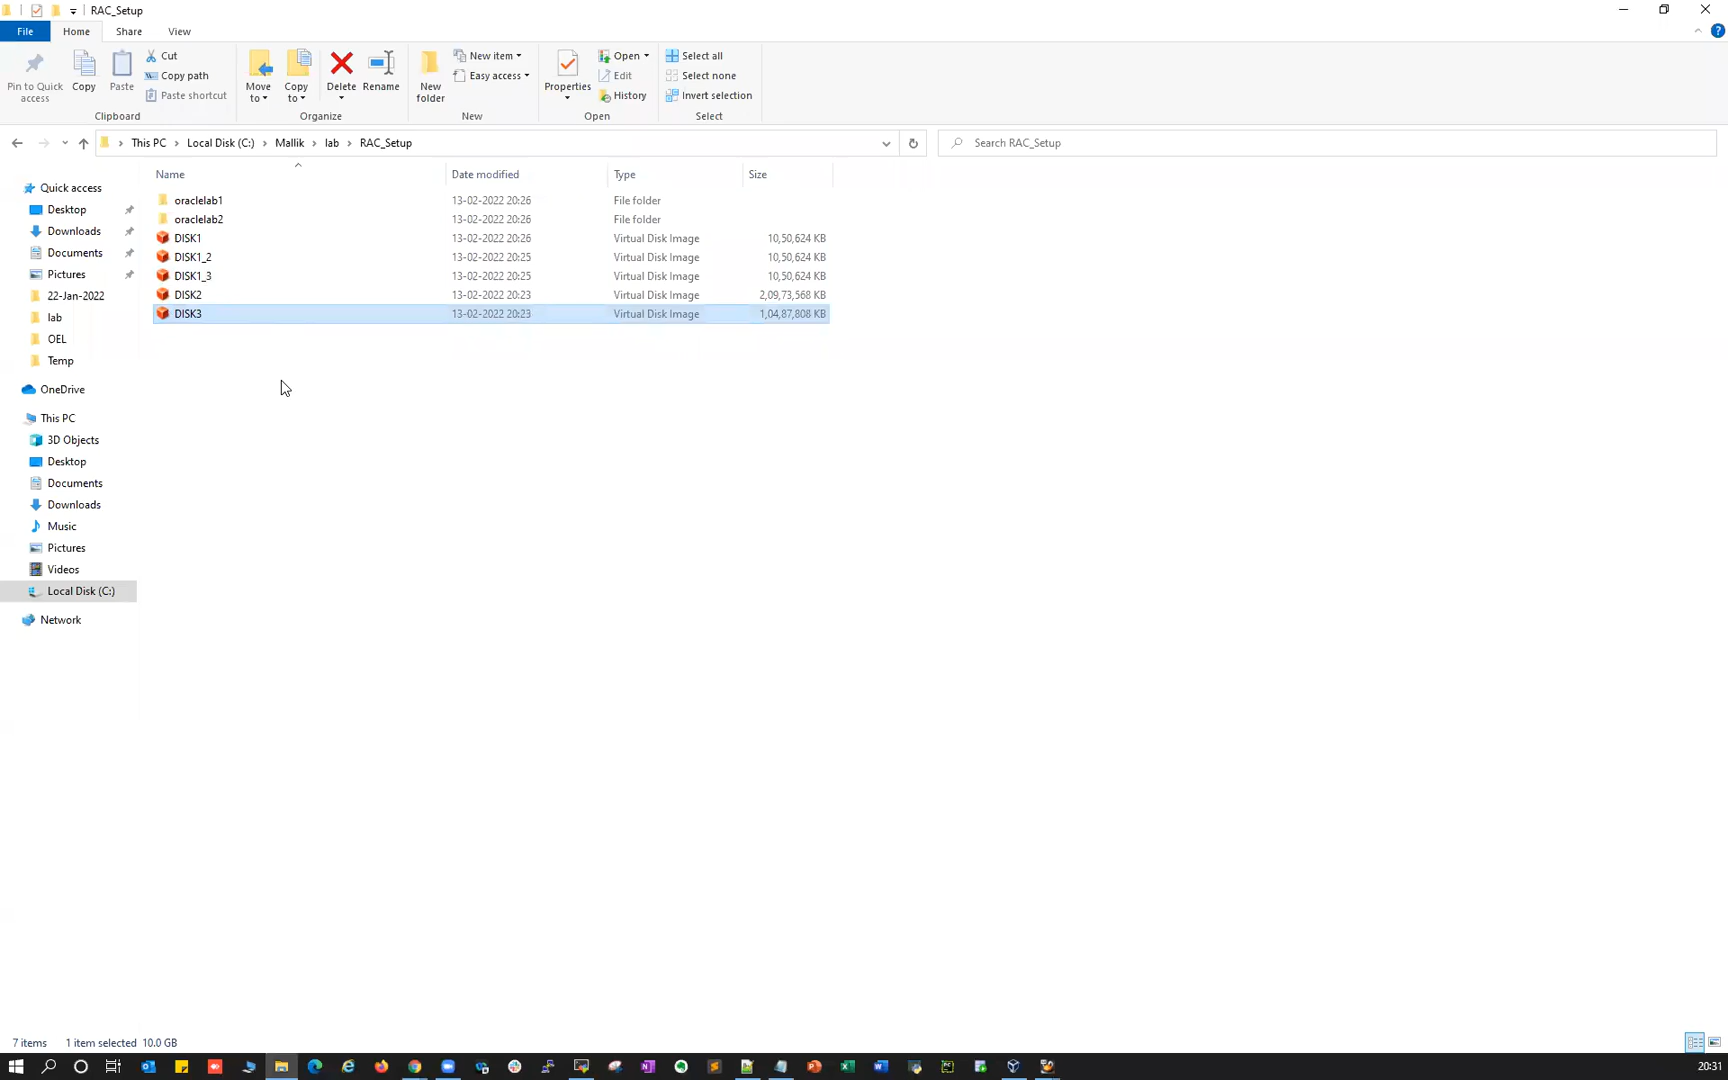 RAC_Setup
File Home Share View
Pin to Quick access
Copy
Paste
Cut
Copy path
Paste shortcut
Clipboard
Move to
Copy to
Delete
Rename
Organize
New folder
New item
Easy access
New
Properties
Open
Edit
History
Open
Select all
Select none
Invert selection
Select
This PC > Local Disk (C:) > Mallik > lab > RAC_Setup
Search RAC_Setup
Name Date modified Type Size
oraclelab1 13-02-2022 20:26 File folder
oraclelab2 13-02-2022 20:26 File folder
DISK1 13-02-2022 20:26 Virtual Disk Image 10,50,624 KB
DISK1_2 13-02-2022 20:25 Virtual Disk Image 10,50,624 KB
DISK1_3 13-02-2022 20:25 Virtual Disk Image 10,50,624 KB
DISK2 13-02-2022 20:23 Virtual Disk Image 2,09,73,568 KB
DISK3 13-02-2022 20:23 Virtual Disk Image 1,04,87,808 KB
Quick access
Desktop
Downloads
Documents
Pictures
22-Jan-2022
lab
OEL
Temp
OneDrive
This PC
3D Objects
Desktop
Documents
Downloads
Music
Pictures
Videos
Local Disk (C:)
Network
7 items 1 item selected 10.0 GB
20:31